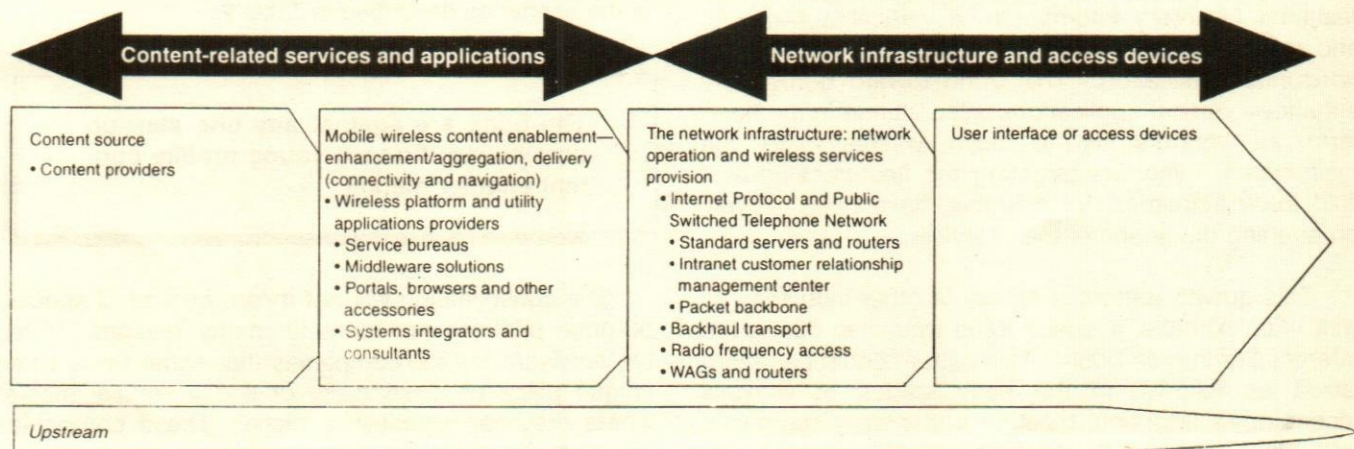 Content-related services and applications
Network infrastructure and access devices
Content source
• Content providers
Mobile wireless content enablement—
enhancement/aggregation, delivery
(connectivity and navigation)
• Wireless platform and utility
applications providers
• Service bureaus
• Middleware solutions
• Portals, browsers and other
accessories
• Systems integrators and
consultants
The network infrastructure: network
operation and wireless services
provision
• Internet Protocol and Public
Switched Telephone Network
• Standard servers and routers
• Intranet customer relationship
management center
• Packet backbone
• Backhaul transport
• Radio frequency access
• WAGs and routers
User interface or access devices
Upstream